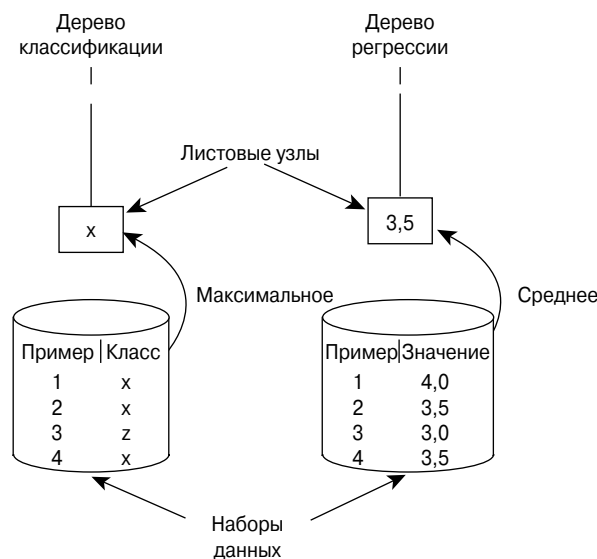 Дерево
классификации
Дерево
регрессии
Листовые узлы
x
3,5
Максимальное
Среднее
Пример | Класс
1 x
2 x
3 z
4 x
Пример|Значение
1 4,0
2 3,5
3 3,0
4 3,5
Наборы
данных